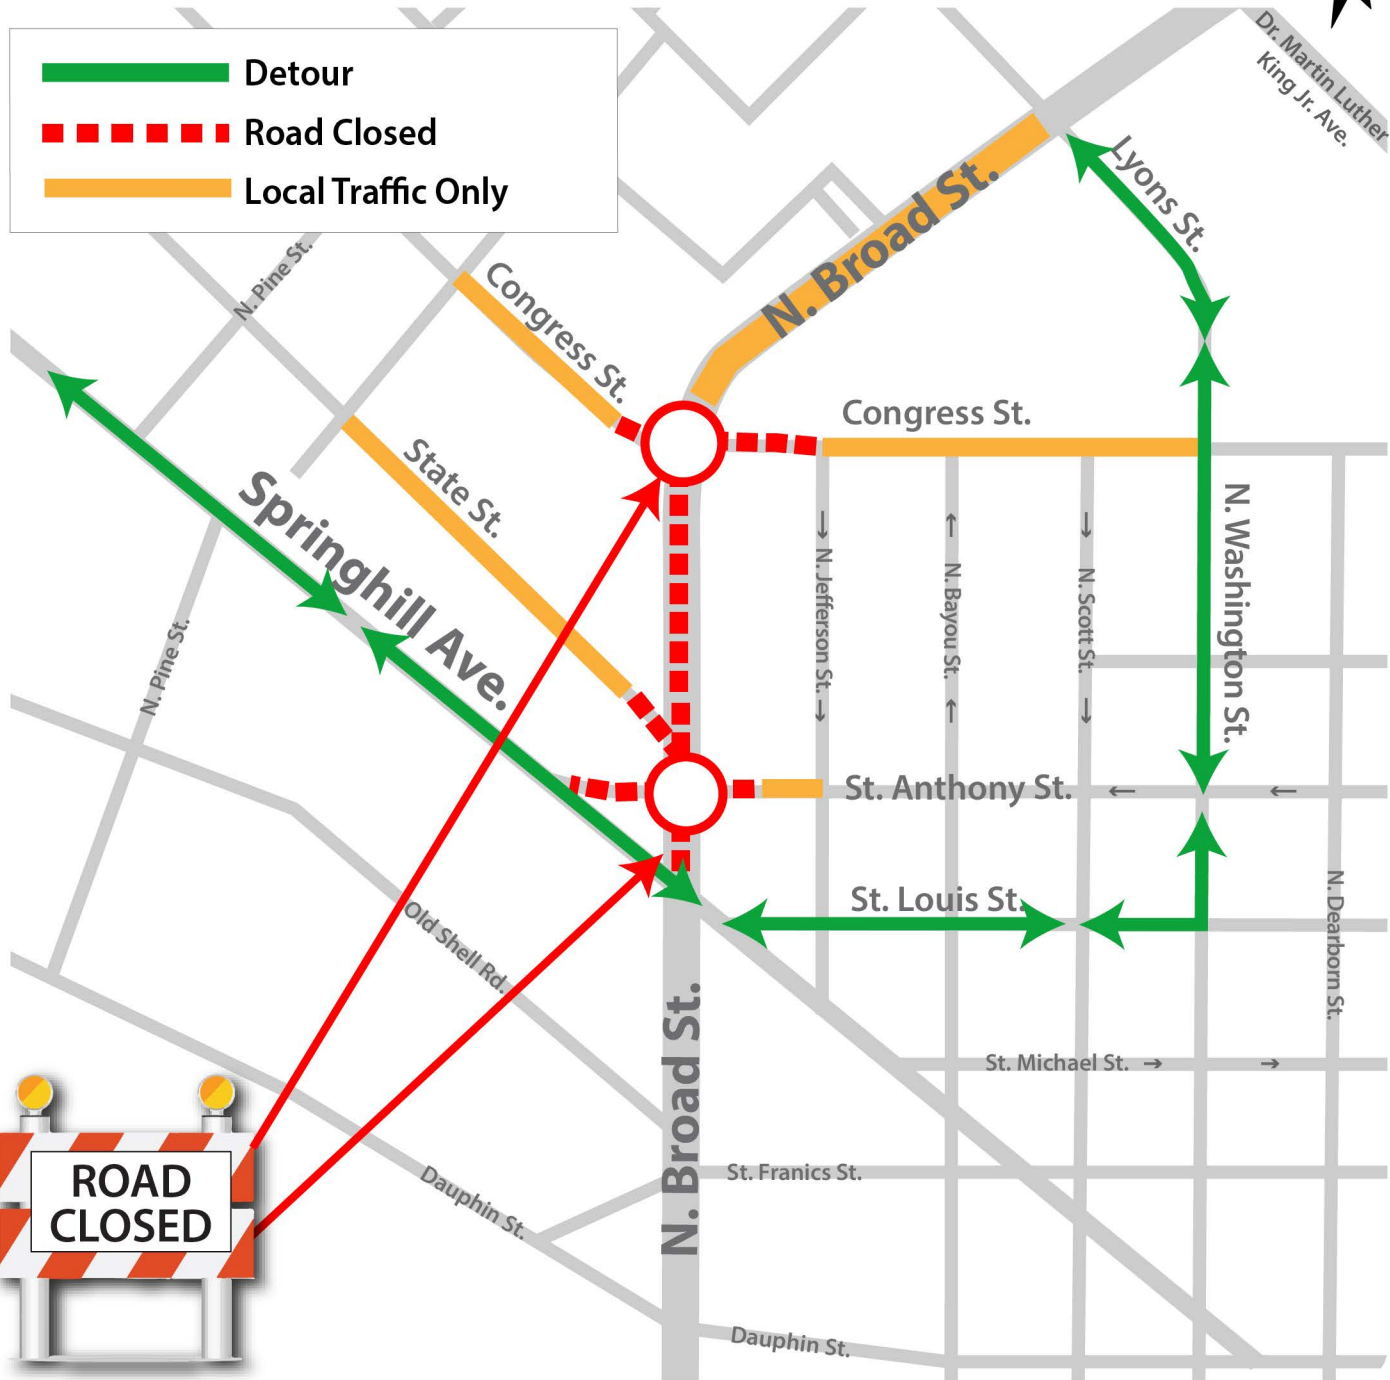 Detour
Road Closed
Local Traffic Only
Dr. Martin Luther
King Jr. Ave.
Lyons St.
N. Broad St.
N. Pine St.
Congress St.
Congress St.
State St.
Springhill Ave.
N. Washington St.
→ N. Jefferson St. →
← N. Bayou St. ←
→ N. Scott St. →
N. Pine St.
St. Anthony St. ← ←
St. Louis St.
N. Dearborn St.
Old Shell Rd.
N. Broad St.
St. Michael St. → →
ROAD
CLOSED
Dauphin St.
St. Franics St.
Dauphin St.